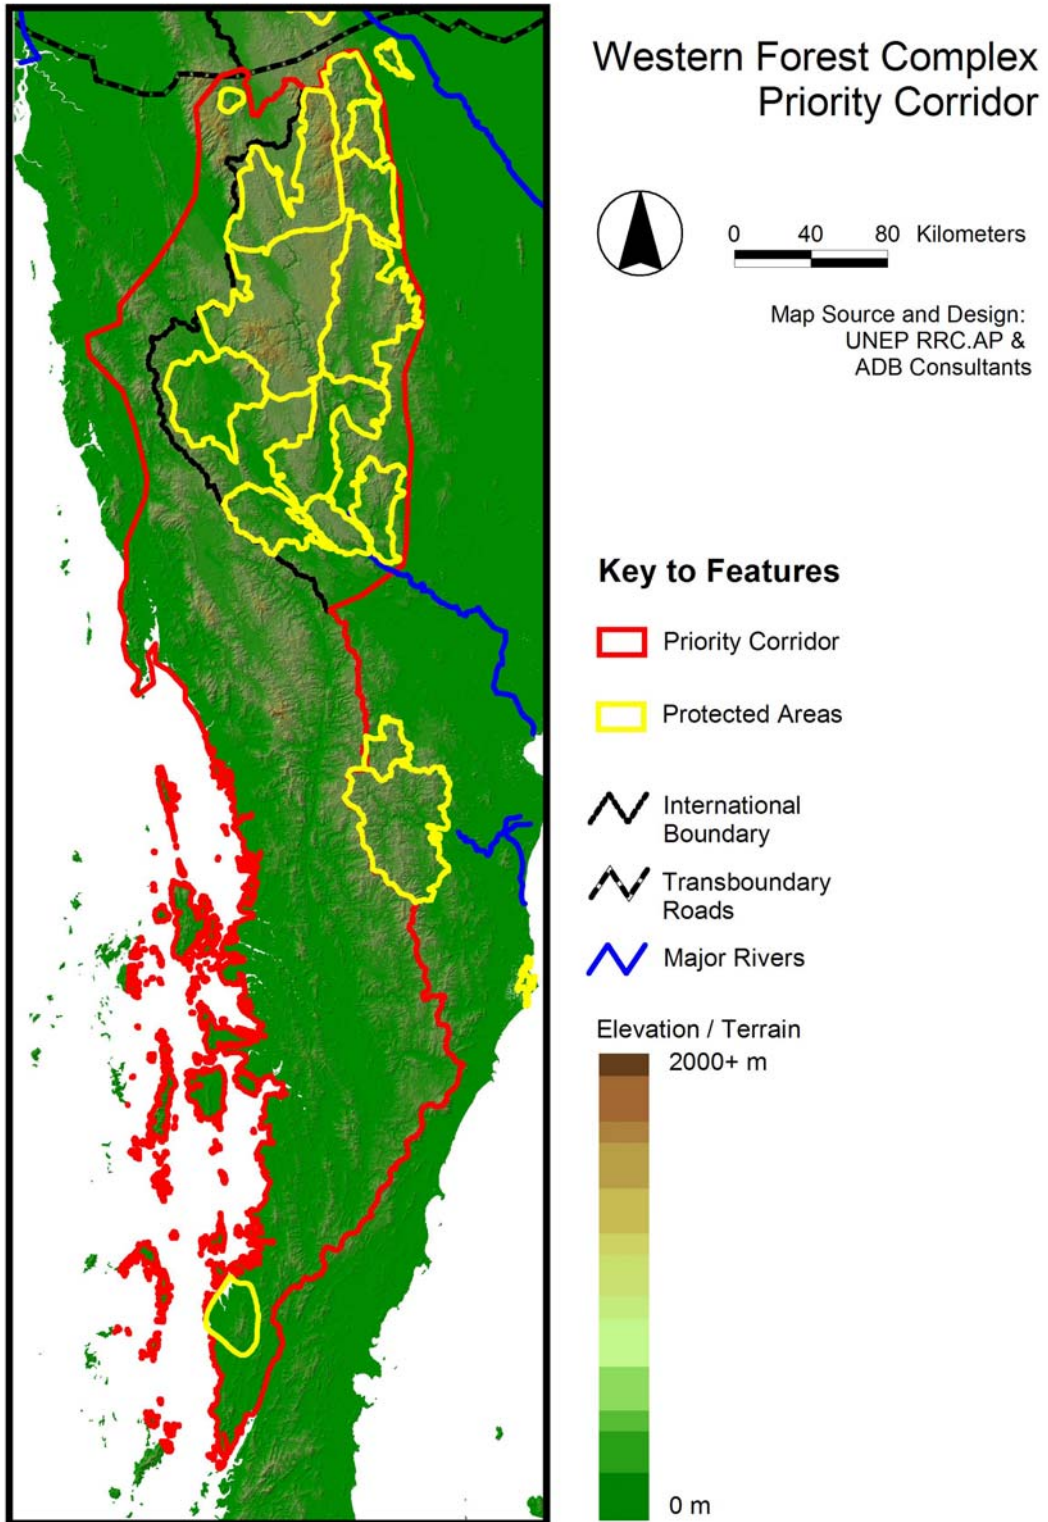 Western Forest Complex
Priority Corridor
0 40 80 Kilometers
Map Source and Design:
UNEP RRC.AP &
ADB Consultants
Key to Features
Priority Corridor
Protected Areas
International
Boundary
Transboundary
Roads
Major Rivers
Elevation / Terrain
2000+ m
0 m